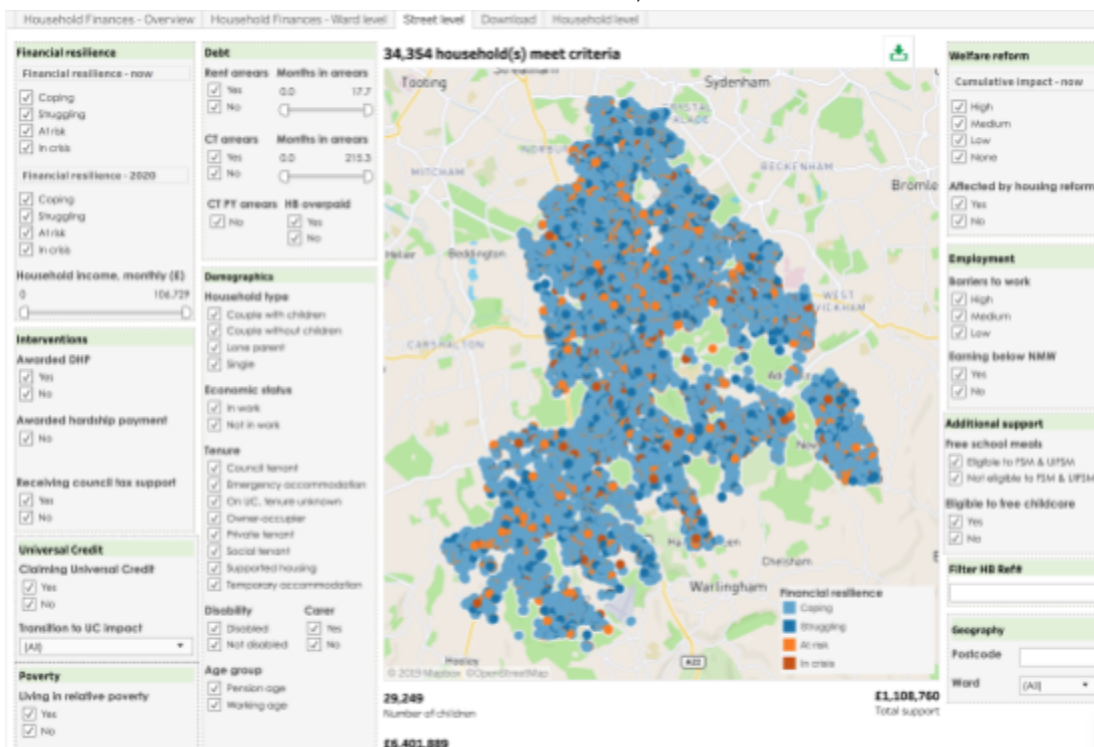 Household Finances - Overview
Household Finances - Ward level
Street level
Download
Household level
Financial resilience
Financial resilience - now
Coping
Struggling
At risk
In crisis
Financial resilience - 2020
Coping
Struggling
At risk
In crisis
Household income, monthly (£)
0 106,729
Interventions
Awarded DHP
Yes
No
Awarded hardship payment
No
Receiving council tax support
Yes
No
Universal Credit
Claiming Universal Credit
Yes
No
Transition to UC impact
(All)
Poverty
Living in relative poverty
Yes
No
Debt
Rent arrears Months in arrears
Yes 0.0 17.7
No
CT arrears Months in arrears
Yes 0.0 215.3
No
CT PY arrears HB overpaid
No Yes
No
Demographics
Household type
Couple with children
Couple without children
Lone parent
Single
Economic status
In work
Not in work
Tenure
Council tenant
Emergency accommodation
On UC, tenure unknown
Owner-occupier
Private tenant
Social tenant
Supported housing
Temporary accommodation
Disability Carer
Disabled Yes
Not disabled No
Age group
Pension age
Working age
34,354 household(s) meet criteria
Tooting
Sydenham
MITCHAM
BECKENHAM
Beddington
CARSHALTON
Chelsham
Warlingham
Hooley
A22
Financial resilience
Coping
Struggling
At risk
In crisis
© 2019 Mapbox ©OpenStreetMap
29,249
Number of children
£1,108,760
Total support
£6,401,889
Welfare reform
Cumulative impact - now
High
Medium
Low
None
Affected by housing reform
Yes
No
Employment
Barriers to work
High
Medium
Low
Earning below NMW
Yes
No
Additional support
Free school meals
Eligible to FSM & UIFSM
Not eligible to FSM & UIFSM
Eligible to free childcare
Yes
No
Filter HB Ref#
Geography
Postcode
Ward (All)